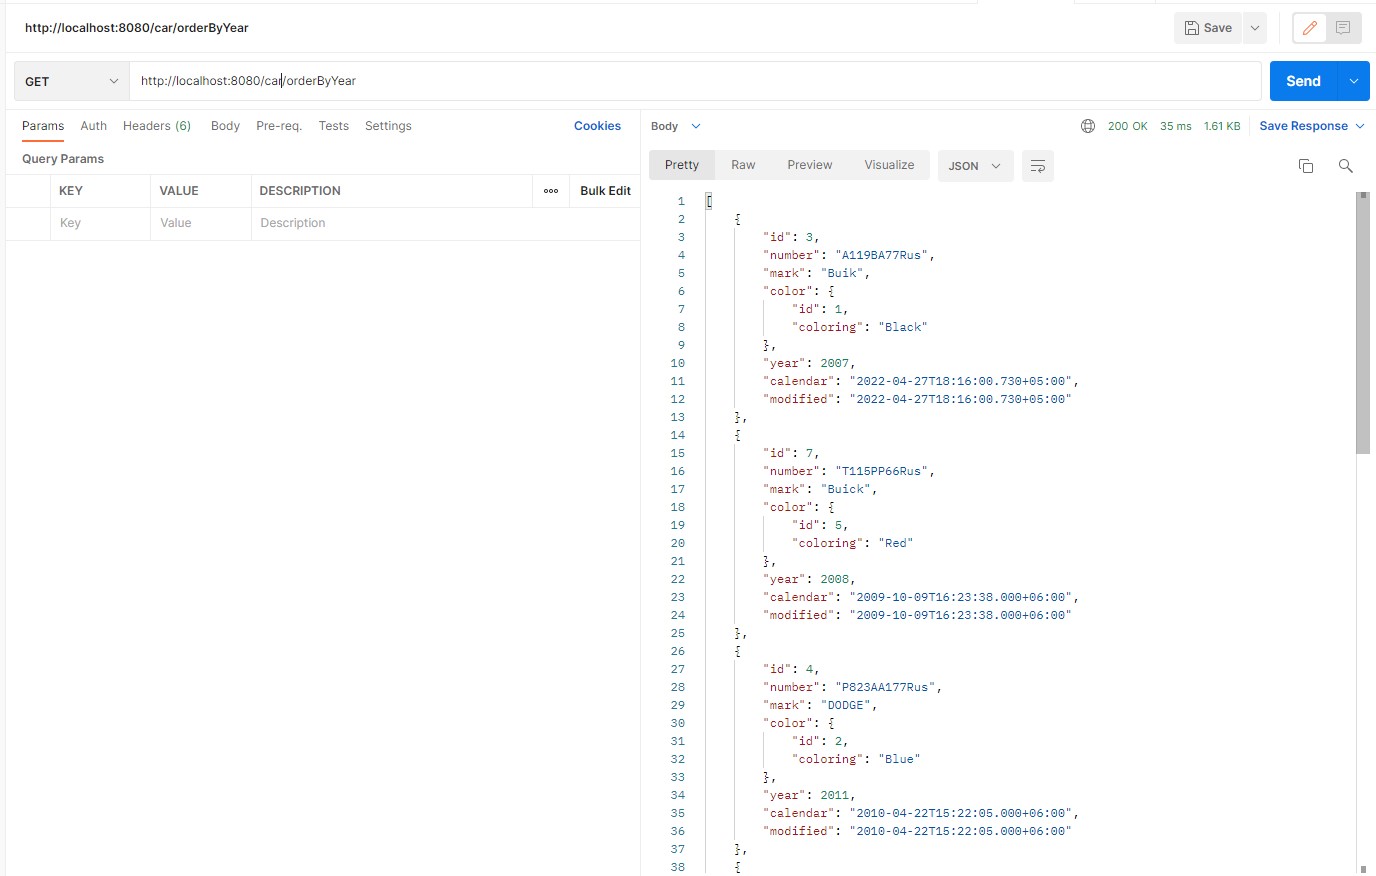 http://localhost:8080/car/orderByYear
Save
GET
http://localhost:8080/car/orderByYear
Send
Params Auth Headers (6) Body Pre-req. Tests Settings Cookies
Query Params
KEY VALUE DESCRIPTION ooo Bulk Edit
Key Value Description
Body 200 OK 35 ms 1.61 KB Save Response
Pretty Raw Preview Visualize JSON
1 [
2 {
3 "id": 3,
4 "number": "A119BA77Rus",
5 "mark": "Buik",
6 "color": {
7 "id": 1,
8 "coloring": "Black"
9 },
10 "year": 2007,
11 "calendar": "2022-04-27T18:16:00.730+05:00",
12 "modified": "2022-04-27T18:16:00.730+05:00"
13 },
14 {
15 "id": 7,
16 "number": "T115PP66Rus",
17 "mark": "Buick",
18 "color": {
19 "id": 5,
20 "coloring": "Red"
21 },
22 "year": 2008,
23 "calendar": "2009-10-09T16:23:38.000+06:00",
24 "modified": "2009-10-09T16:23:38.000+06:00"
25 },
26 {
27 "id": 4,
28 "number": "P823AA177Rus",
29 "mark": "DODGE",
30 "color": {
31 "id": 2,
32 "coloring": "Blue"
33 },
34 "year": 2011,
35 "calendar": "2010-04-22T15:22:05.000+06:00",
36 "modified": "2010-04-22T15:22:05.000+06:00"
37 },
38 {